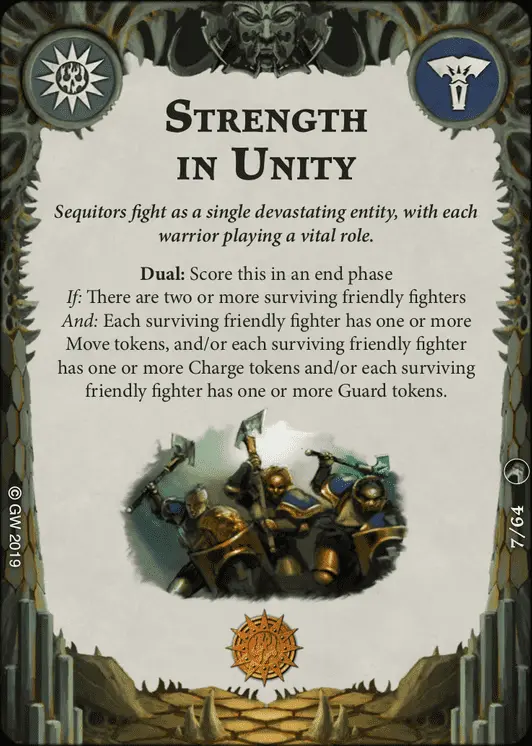 Strength
in Unity
Sequitors fight as a single devastating entity, with each
warrior playing a vital role.
Dual: Score this in an end phase
If: There are two or more surviving friendly fighters
And: Each surviving friendly fighter has one or more
Move tokens, and/or each surviving friendly fighter
has one or more Charge tokens and/or each surviving
friendly fighter has one or more Guard tokens.
© GW 2019
7/64